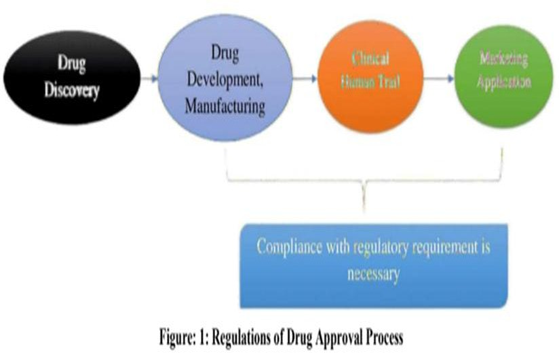 Drug
Discovery
Drug
Development,
Manufacturing
Clinical
Human Trail
Marketing
Application
Compliance with regulatory requirement is
necessary
Figure: 1: Regulations of Drug Approval Process